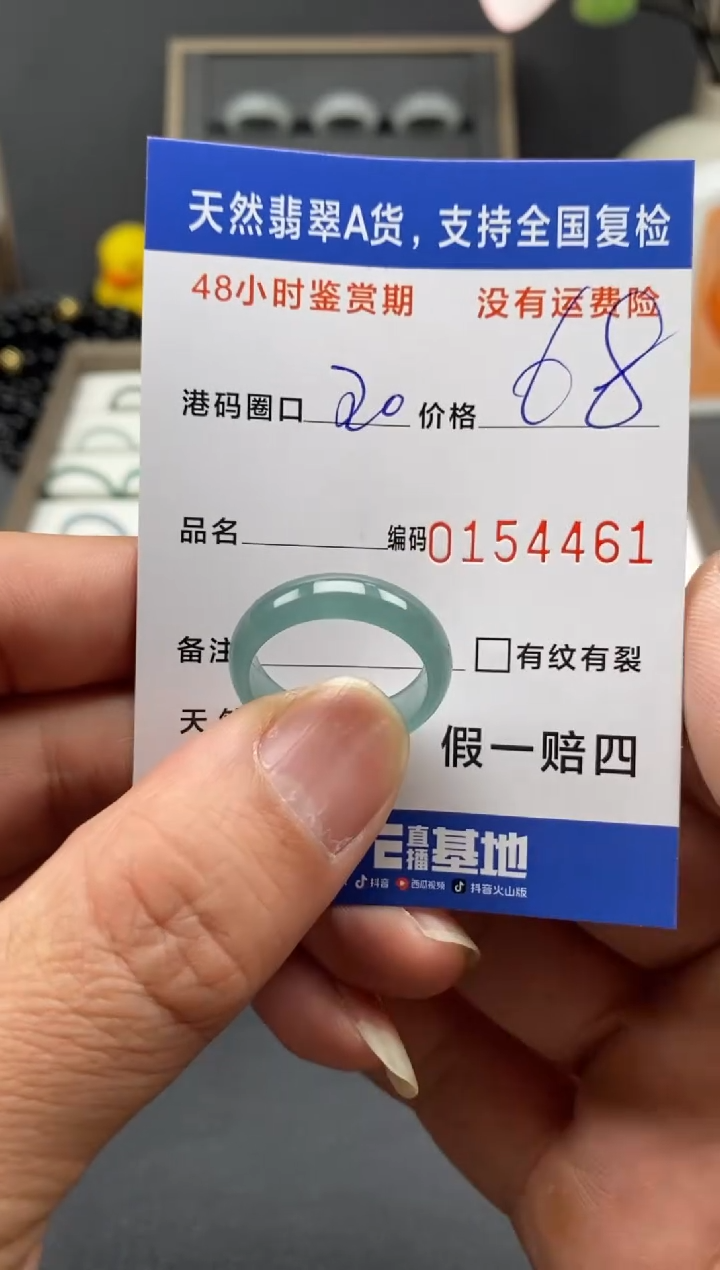 天然翡翠A货，支持全国复检
48小时鉴赏期 没有运费险
港码圈口 20 价格 68
品名 编码 0154461
备注 □有纹有裂
天 假一赔四
直播基地
抖音 西瓜视频 抖音火山版